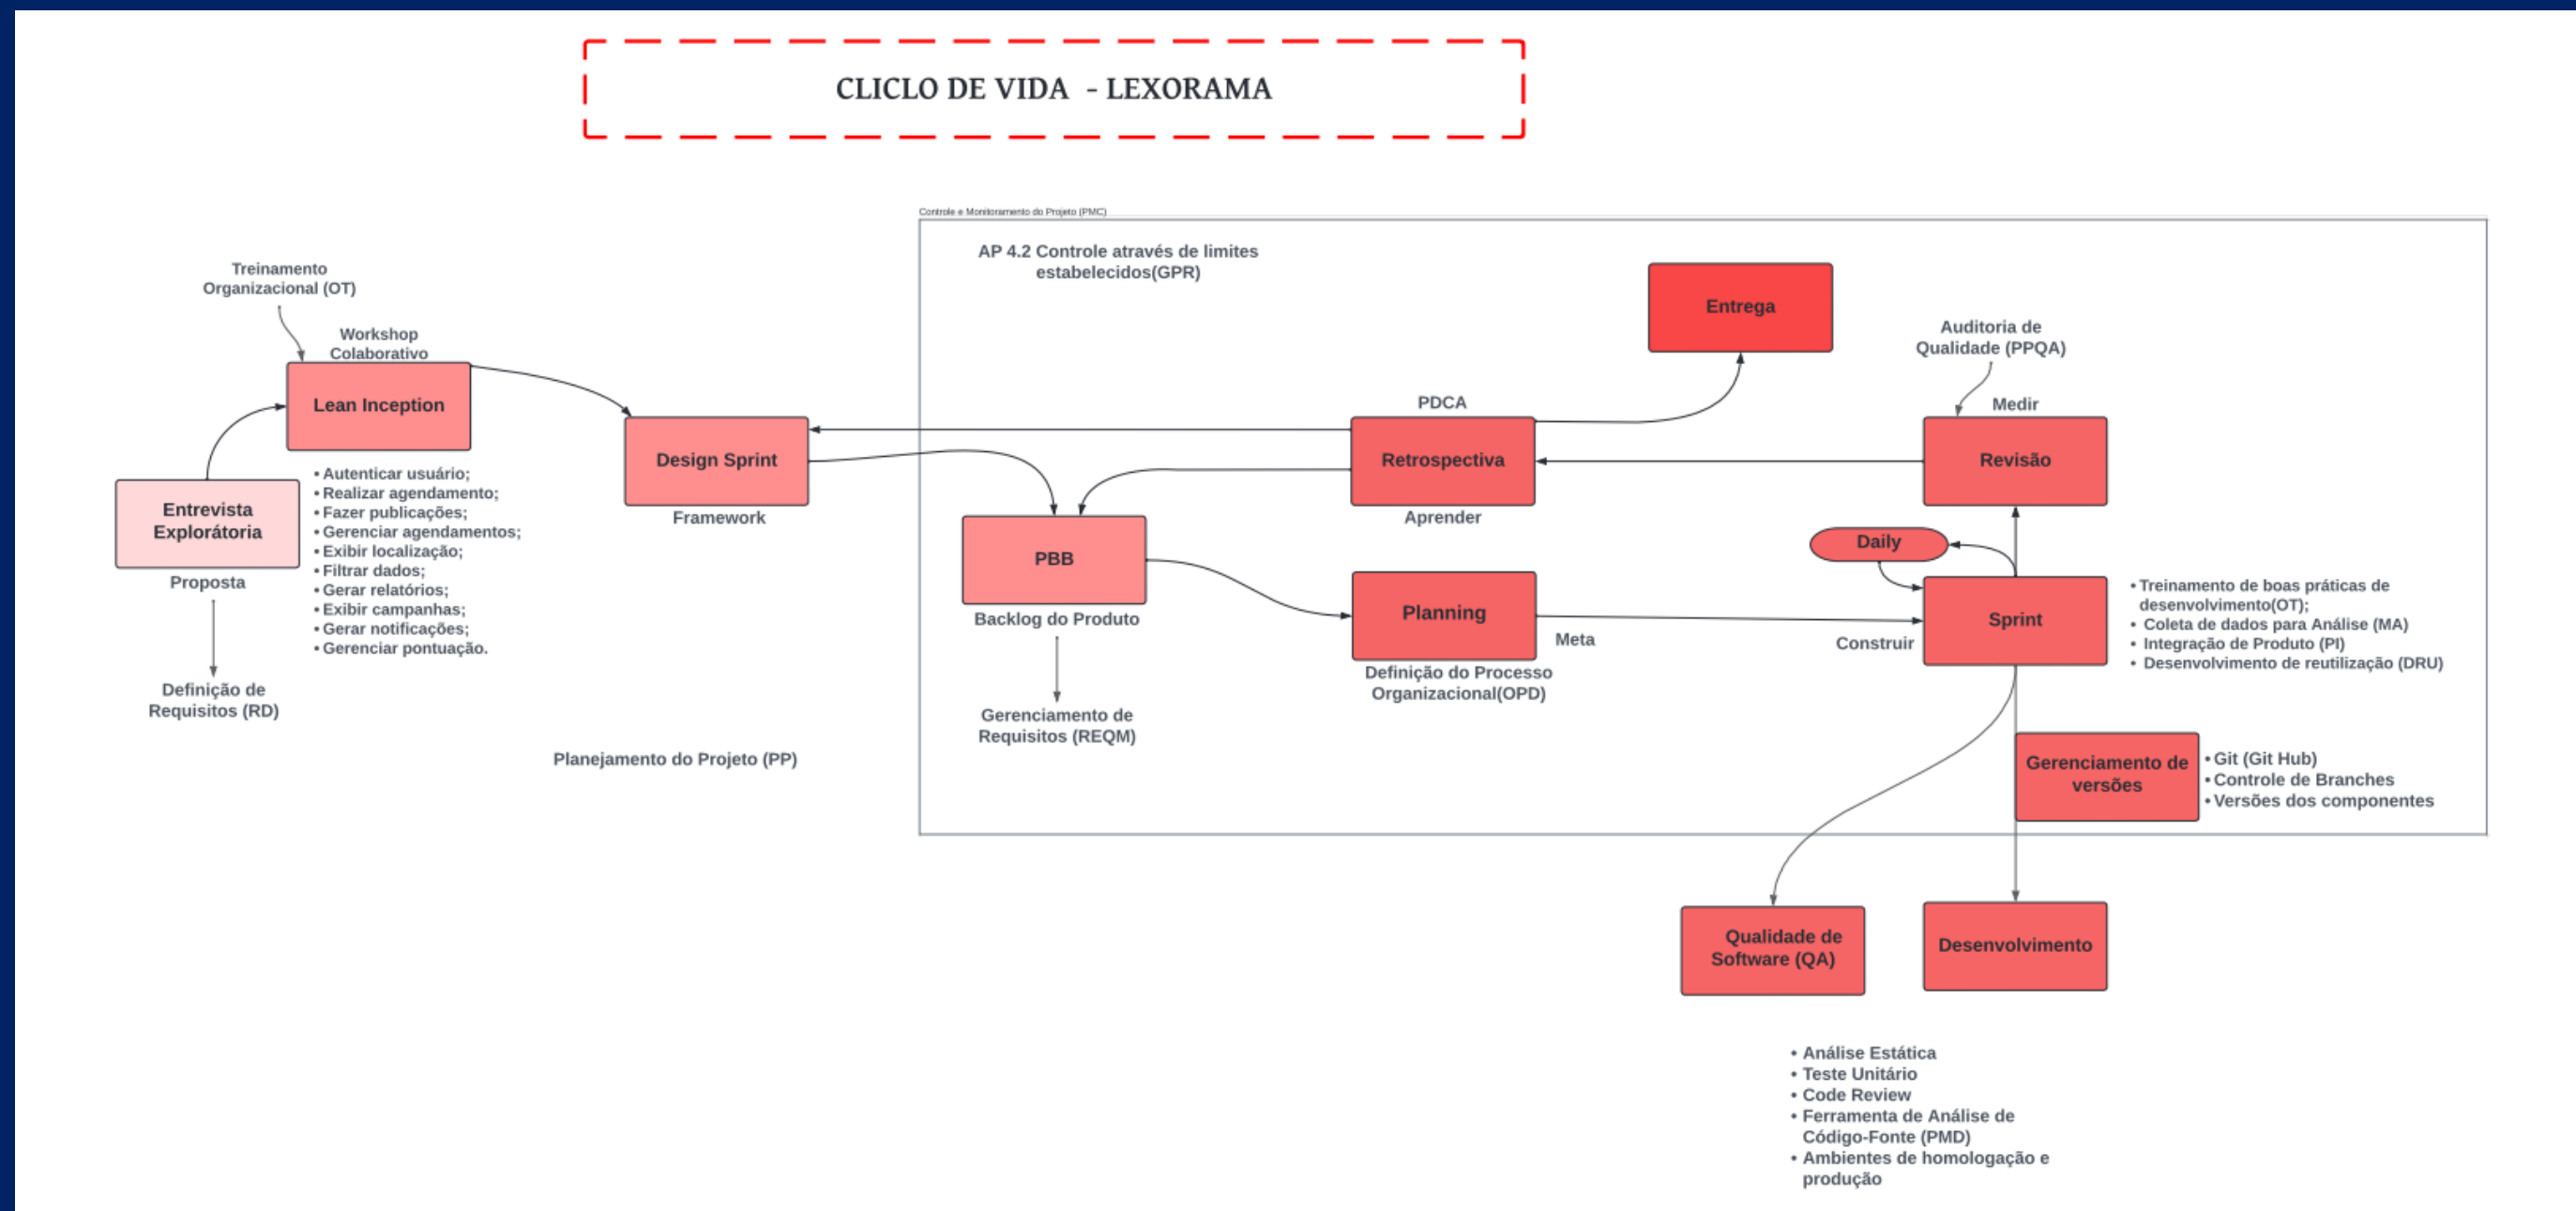 CLICLO DE VIDA - LEXORAMA
Controle e Monitoramento do Projeto (PMC)
AP 4.2 Controle através de limites
estabelecidos(GPR)
Treinamento
Organizacional (OT)
Workshop
Colaborativo
Lean Inception
Entrevista
Explorátoria
Proposta
Definição de
Requisitos (RD)
• Autenticar usuário;
• Realizar agendamento;
• Fazer publicações;
• Gerenciar agendamentos;
• Exibir localização;
• Filtrar dados;
• Gerar relatórios;
• Exibir campanhas;
• Gerar notificações;
• Gerenciar pontuação.
Design Sprint
Framework
Planejamento do Projeto (PP)
PBB
Backlog do Produto
Gerenciamento de
Requisitos (REQM)
PDCA
Retrospectiva
Aprender
Planning
Meta
Definição do Processo
Organizacional(OPD)
Entrega
Auditoria de
Qualidade (PPQA)
Medir
Revisão
Daily
Construir
Sprint
• Treinamento de boas práticas de
desenvolvimento(OT);
• Coleta de dados para Análise (MA)
• Integração de Produto (PI)
• Desenvolvimento de reutilização (DRU)
Gerenciamento de
versões
• Git (Git Hub)
• Controle de Branches
• Versões dos componentes
Qualidade de
Software (QA)
Desenvolvimento
• Análise Estática
• Teste Unitário
• Code Review
• Ferramenta de Análise de
Código-Fonte (PMD)
• Ambientes de homologação e
produção